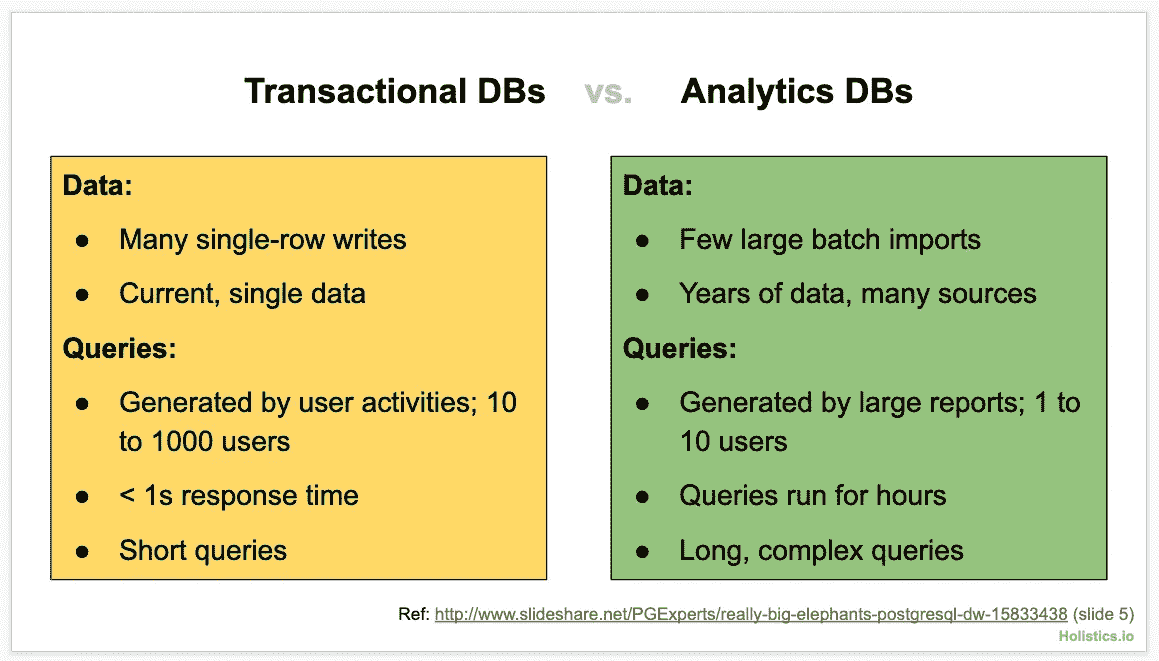 Transactional DBs vs. Analytics DBs
Data:
● Many single-row writes
● Current, single data
Queries:
● Generated by user activities; 10
to 1000 users
● < 1s response time
● Short queries
Data:
● Few large batch imports
● Years of data, many sources
Queries:
● Generated by large reports; 1 to
10 users
● Queries run for hours
● Long, complex queries
Ref: http://www.slideshare.net/PGExperts/really-big-elephants-postgresql-dw-15833438 (slide 5)
Holistics.io